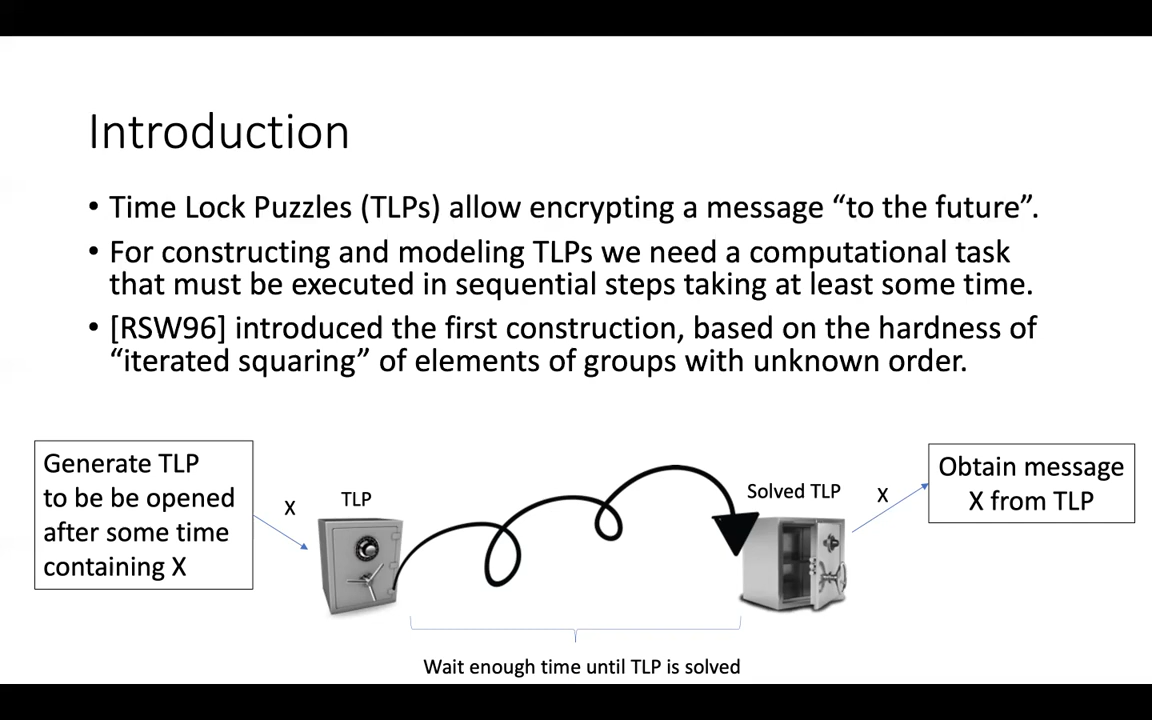 Introduction
• Time Lock Puzzles (TLPs) allow encrypting a message “to the future”.
• For constructing and modeling TLPs we need a computational task
that must be executed in sequential steps taking at least some time.
• [RSW96] introduced the first construction, based on the hardness of
“iterated squaring” of elements of groups with unknown order.
Generate TLP
to be be opened
after some time
containing X
X
TLP
Solved TLP
X
Obtain message
X from TLP
Wait enough time until TLP is solved